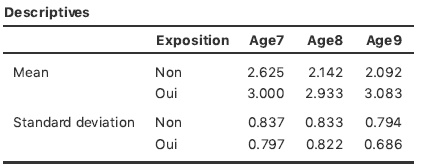 Descriptives
Exposition Age7 Age8 Age9
Mean Non 2.625 2.142 2.092
Oui 3.000 2.933 3.083
Standard deviation Non 0.837 0.833 0.794
Oui 0.797 0.822 0.686